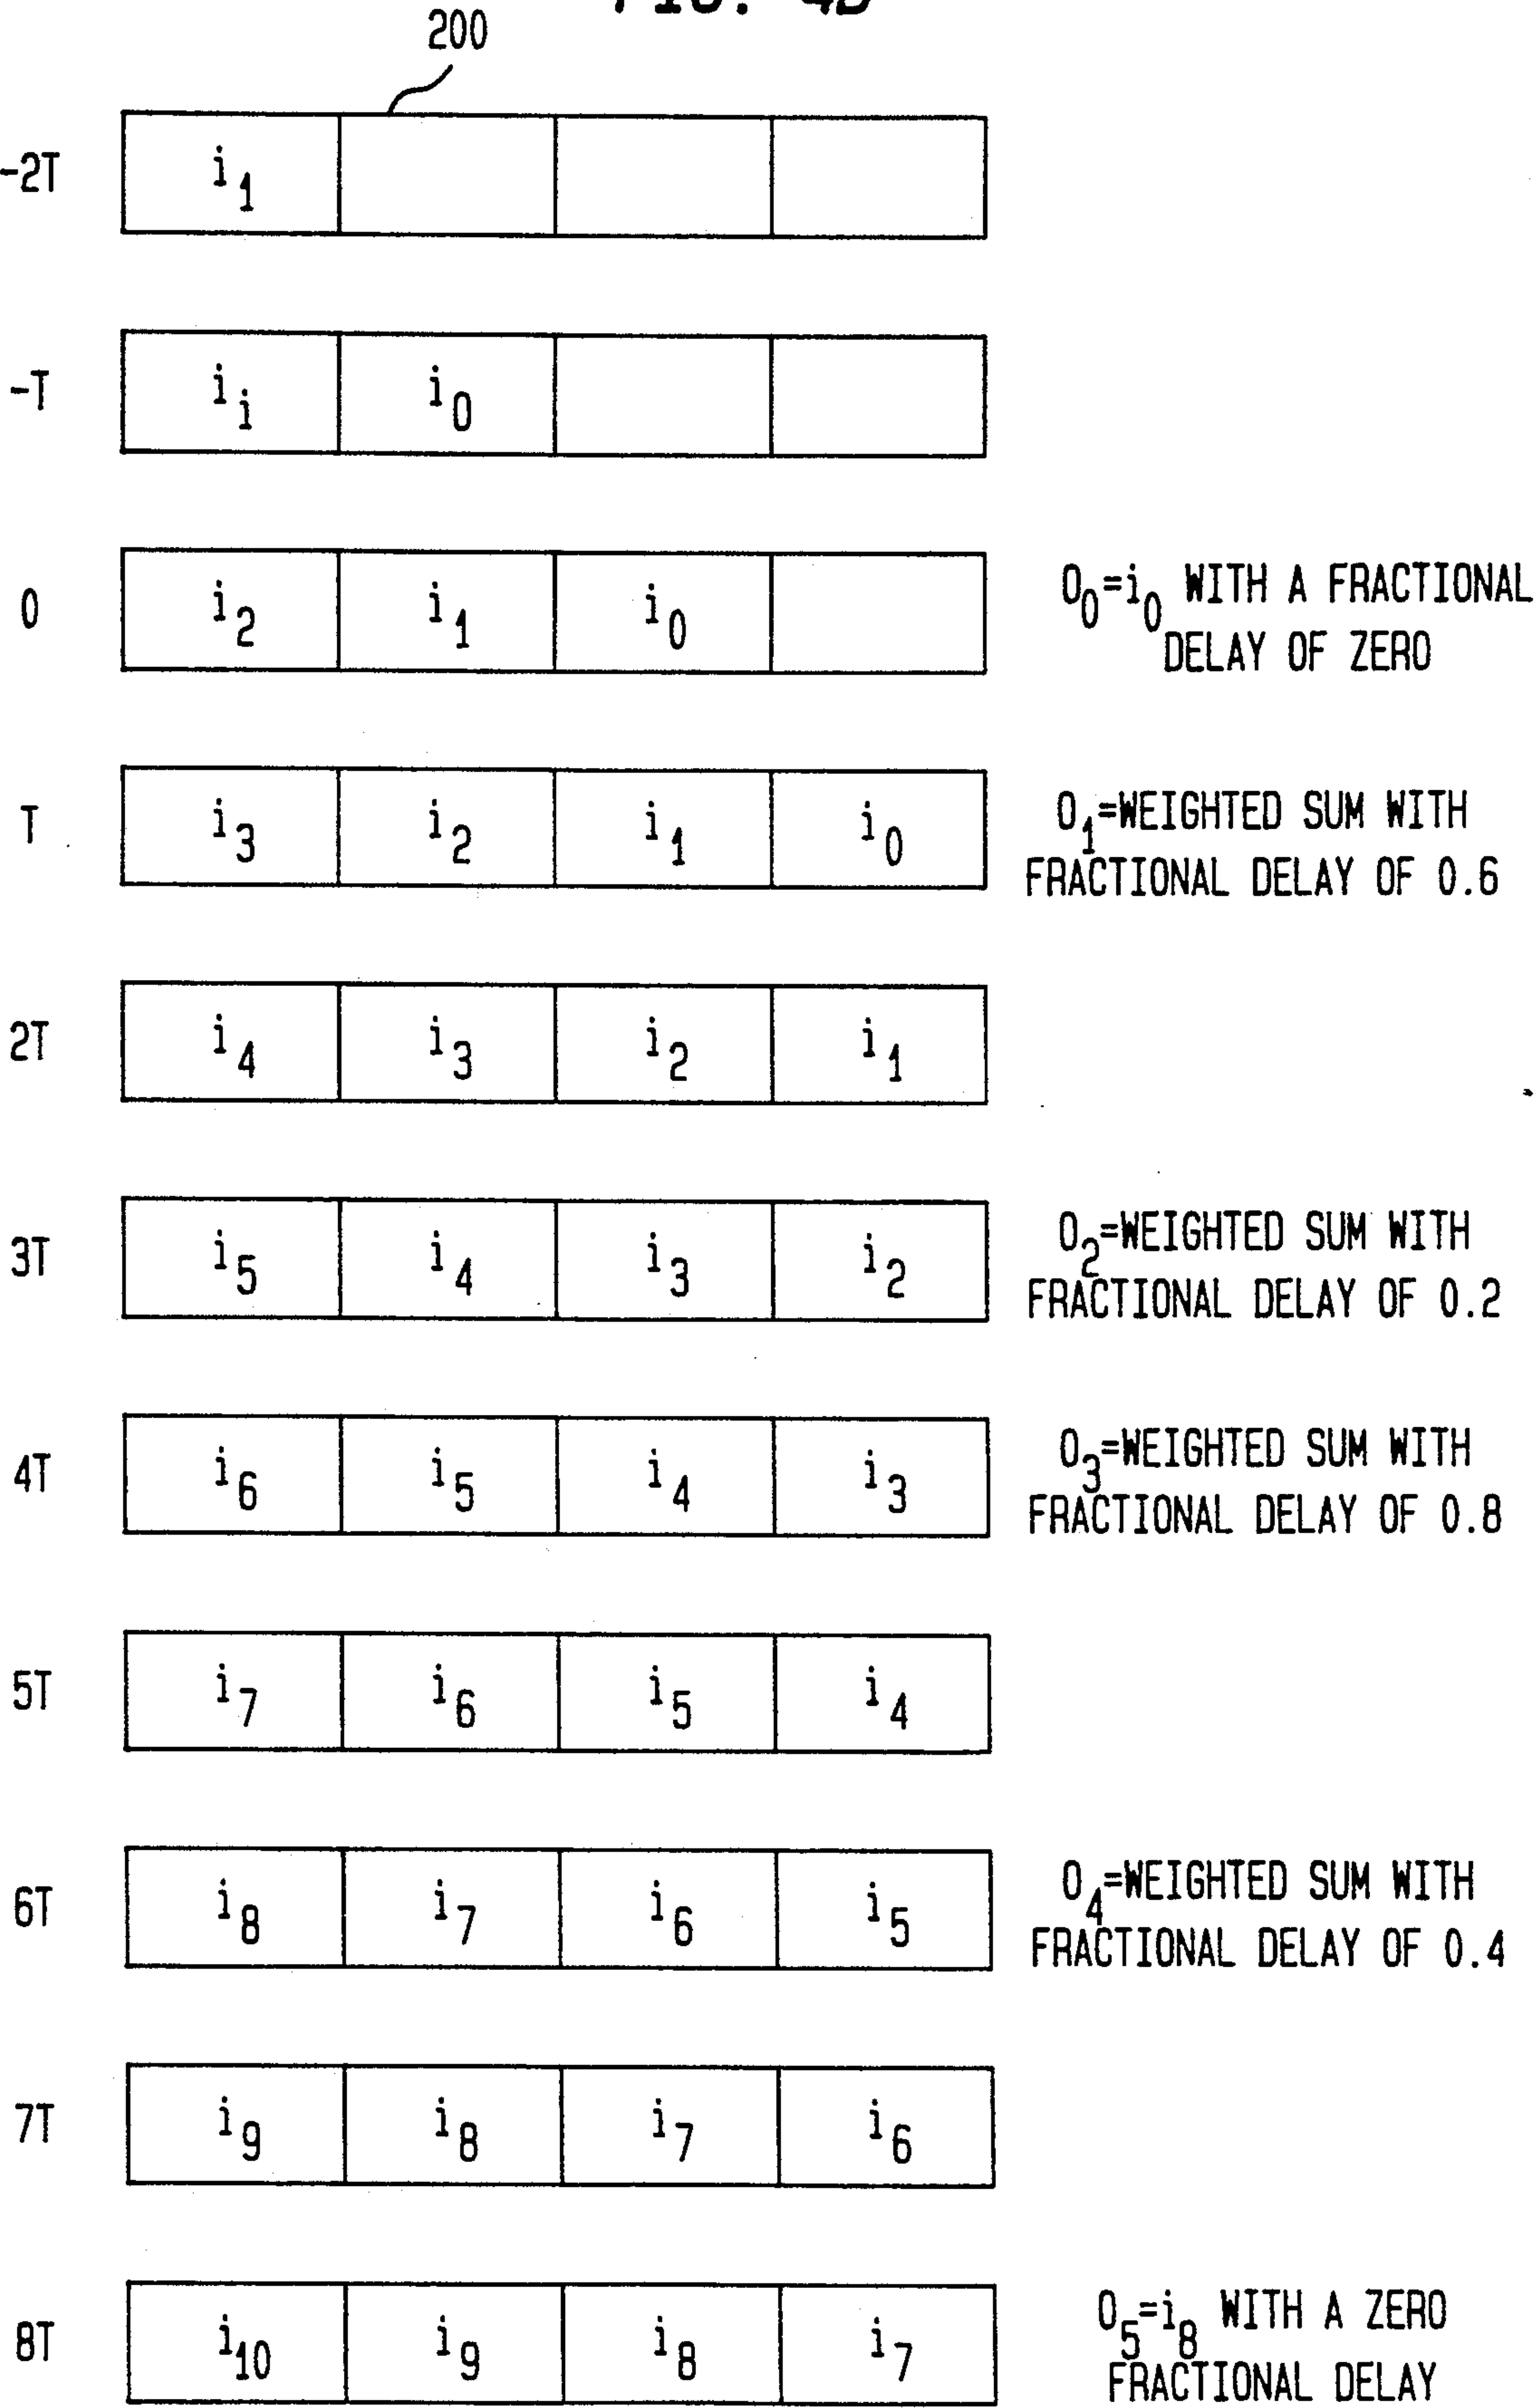 FIG. 4B
200
-2T i1
-T ii i0
0 i2 i1 i0 O0=i0 WITH A FRACTIONAL
DELAY OF ZERO
T i3 i2 i1 i0 O1=WEIGHTED SUM WITH
FRACTIONAL DELAY OF 0.6
2T i4 i3 i2 i1
3T i5 i4 i3 i2 O2=WEIGHTED SUM WITH
FRACTIONAL DELAY OF 0.2
4T i6 i5 i4 i3 O3=WEIGHTED SUM WITH
FRACTIONAL DELAY OF 0.8
5T i7 i6 i5 i4
6T i8 i7 i6 i5 O4=WEIGHTED SUM WITH
FRACTIONAL DELAY OF 0.4
7T i9 i8 i7 i6
8T i10 i9 i8 i7 O5=i8 WITH A ZERO
FRACTIONAL DELAY